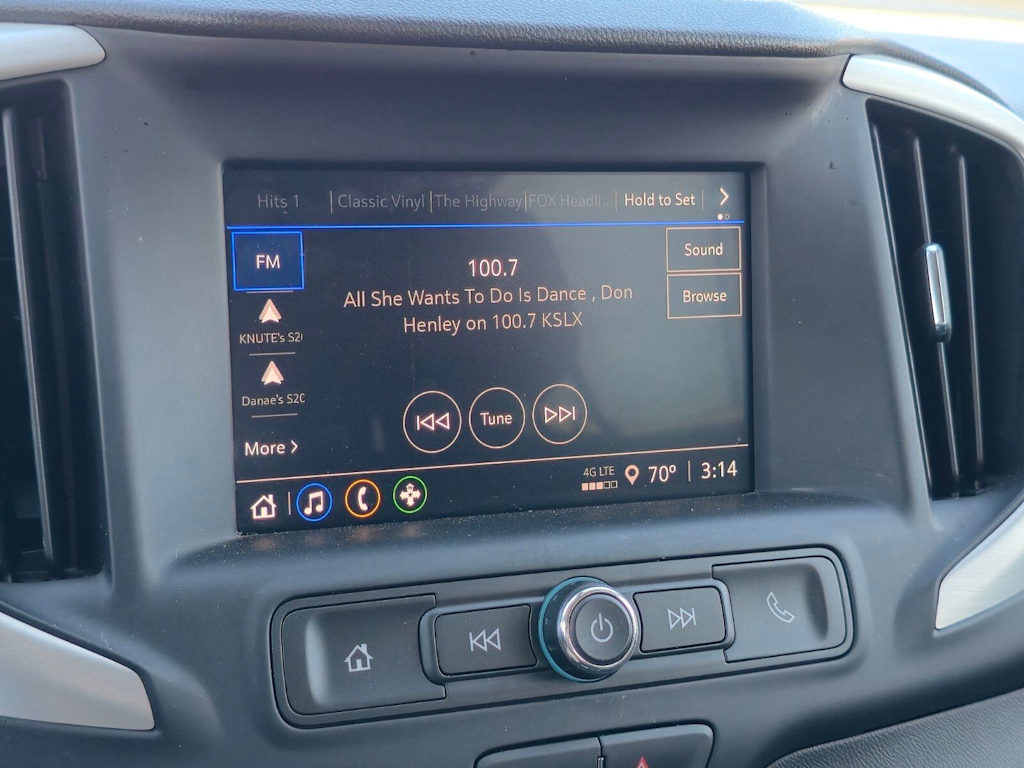 Hits 1 Classic Vinyl The Highway FOX Headli... Hold to Set
FM
100.7
Sound
All She Wants To Do Is Dance , Don
Henley on 100.7 KSLX
Browse
KNUTE's S2
Danae's S20
Tune
More
4G LTE
70° 3:14